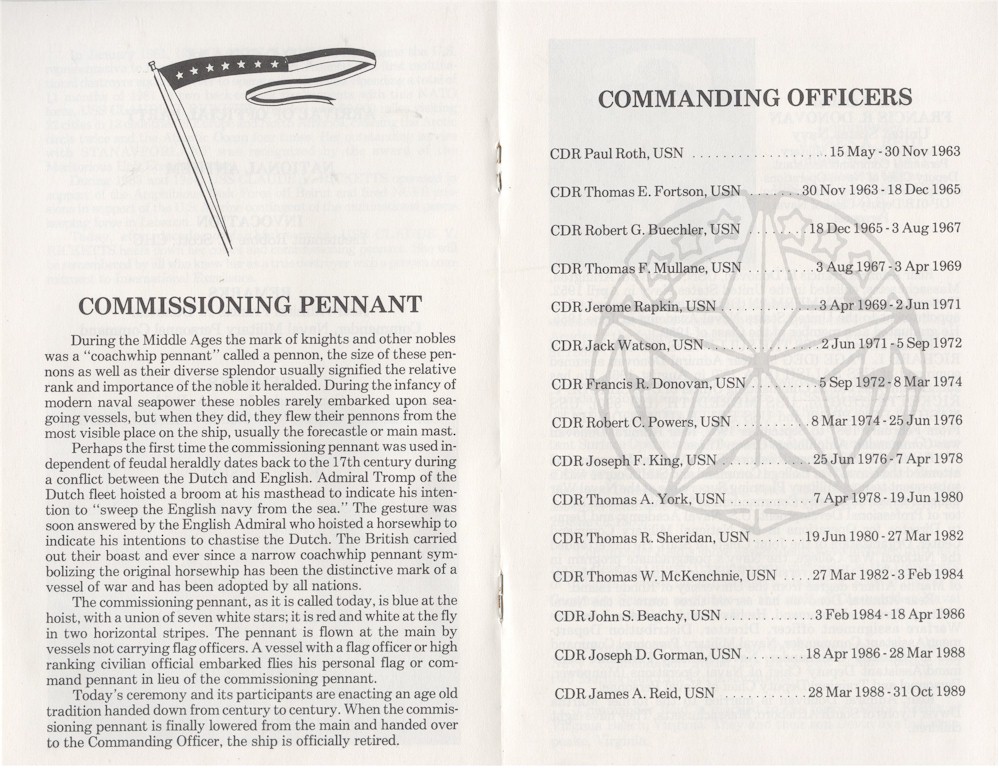 COMMISSIONING PENNANT
During the Middle Ages the mark of knights and other nobles
was a “coachwhip pennant” called a pennon, the size of these pen-
nons as well as their diverse splendor usually signified the relative
rank and importance of the noble it heralded. During the infancy of
modern naval seapower these nobles rarely embarked upon sea-
going vessels, but when they did, they flew their pennons from the
most visible place on the ship, usually the forecastle or main mast.
Perhaps the first time the commissioning pennant was used in-
dependent of feudal heraldly dates back to the 17th century during
a conflict between the Dutch and English. Admiral Tromp of the
Dutch fleet hoisted a broom at his masthead to indicate his inten-
tion to “sweep the English navy from the sea.” The gesture was
soon answered by the English Admiral who hoisted a horsewhip to
indicate his intentions to chastise the Dutch. The British carried
out their boast and ever since a narrow coachwhip pennant sym-
bolizing the original horsewhip has been the distinctive mark of a
vessel of war and has been adopted by all nations.
The commissioning pennant, as it is called today, is blue at the
hoist, with a union of seven white stars; it is red and white at the fly
in two horizontal stripes. The pennant is flown at the main by
vessels not carrying flag officers. A vessel with a flag officer or high
ranking civilian official embarked flies his personal flag or com-
mand pennant in lieu of the commissioning pennant.
Today’s ceremony and its participants are enacting an age old
tradition handed down from century to century. When the commis-
sioning pennant is finally lowered from the main and handed over
to the Commanding Officer, the ship is officially retired.
COMMANDING OFFICERS
CDR Paul Roth, USN .................. 15 May - 30 Nov 1963
CDR Thomas E. Fortson, USN ....... 30 Nov 1963 - 18 Dec 1965
CDR Robert G. Buechler, USN ........ 18 Dec 1965 - 3 Aug 1967
CDR Thomas F. Mullane, USN ......... 3 Aug 1967 - 3 Apr 1969
CDR Jerome Rapkin, USN ............. 3 Apr 1969 - 2 Jun 1971
CDR Jack Watson, USN ............... 2 Jun 1971 - 5 Sep 1972
CDR Francis R. Donovan, USN ......... 5 Sep 1972 - 8 Mar 1974
CDR Robert C. Powers, USN .......... 8 Mar 1974 - 25 Jun 1976
CDR Joseph F. King, USN ............ 25 Jun 1976 - 7 Apr 1978
CDR Thomas A. York, USN ........... 7 Apr 1978 - 19 Jun 1980
CDR Thomas R. Sheridan, USN ....... 19 Jun 1980 - 27 Mar 1982
CDR Thomas W. McKenchnie, USN .... 27 Mar 1982 - 3 Feb 1984
CDR John S. Beachy, USN ............ 3 Feb 1984 - 18 Apr 1986
CDR Joseph D. Gorman, USN ........ 18 Apr 1986 - 28 Mar 1988
CDR James A. Reid, USN ........... 28 Mar 1988 - 31 Oct 1989